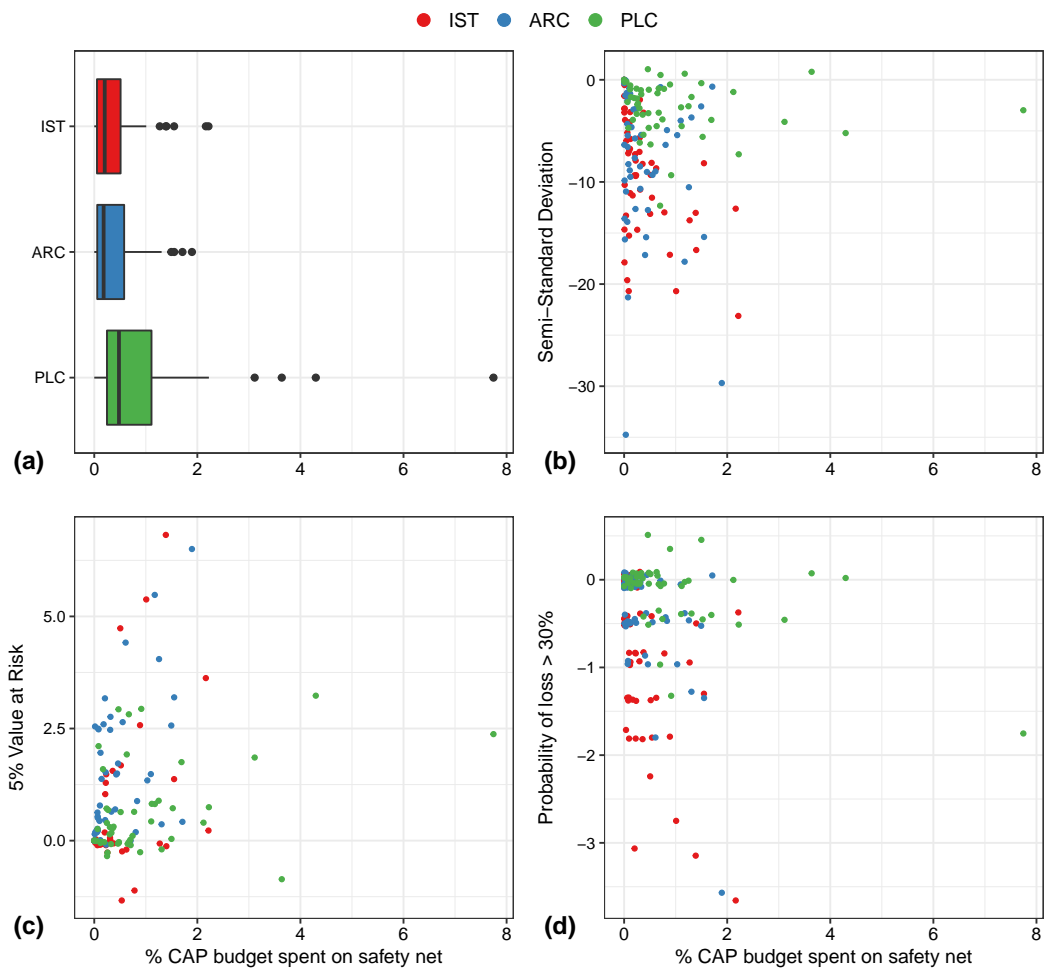 IST ARC PLC
IST
ARC
PLC
0 2 4 6 8
(a)
Semi−Standard Deviation
0
−10
−20
−30
0 2 4 6 8
(b)
5% Value at Risk
5.0
2.5
0.0
0 2 4 6 8
% CAP budget spent on safety net
(c)
Probability of loss > 30%
0
−1
−2
−3
0 2 4 6 8
% CAP budget spent on safety net
(d)